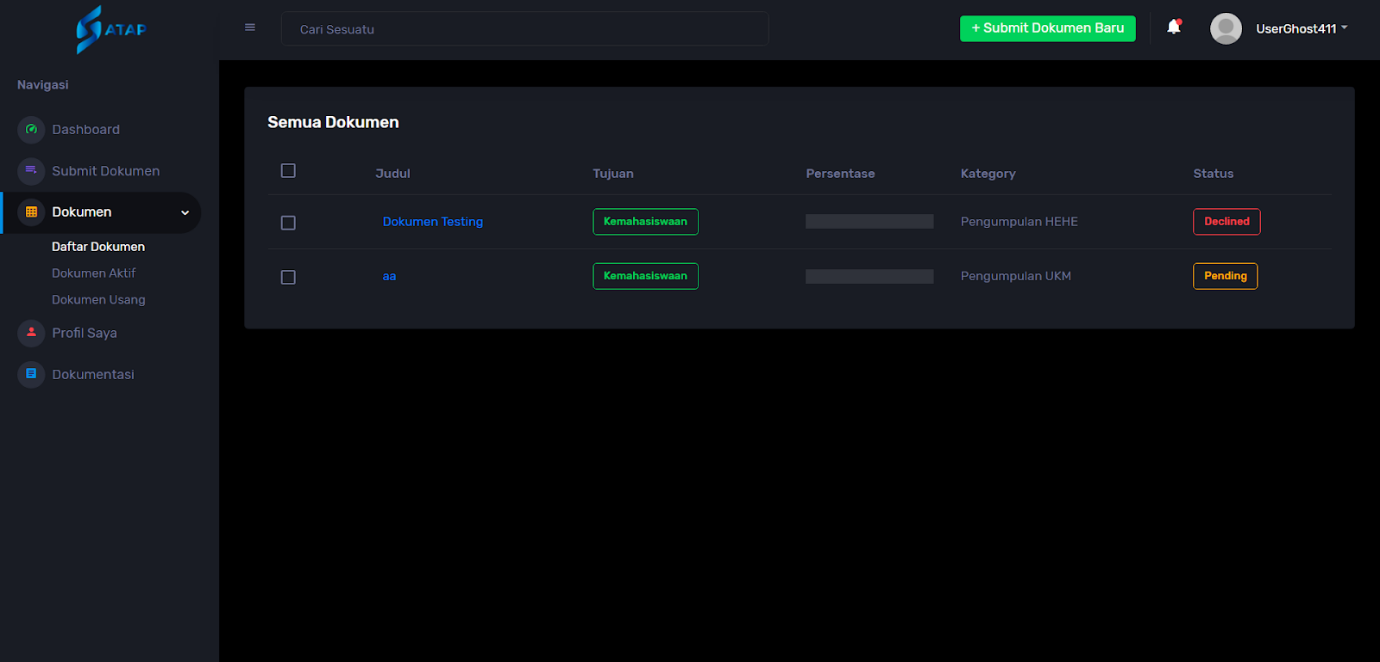 ATAP
Cari Sesuatu
+ Submit Dokumen Baru
UserGhost411
Navigasi
Dashboard
Submit Dokumen
Dokumen
Daftar Dokumen
Dokumen Aktif
Dokumen Usang
Profil Saya
Dokumentasi
Semua Dokumen
Judul Tujuan Persentase Kategory Status
Dokumen Testing Kemahasiswaan Pengumpulan HEHE Declined
aa Kemahasiswaan Pengumpulan UKM Pending